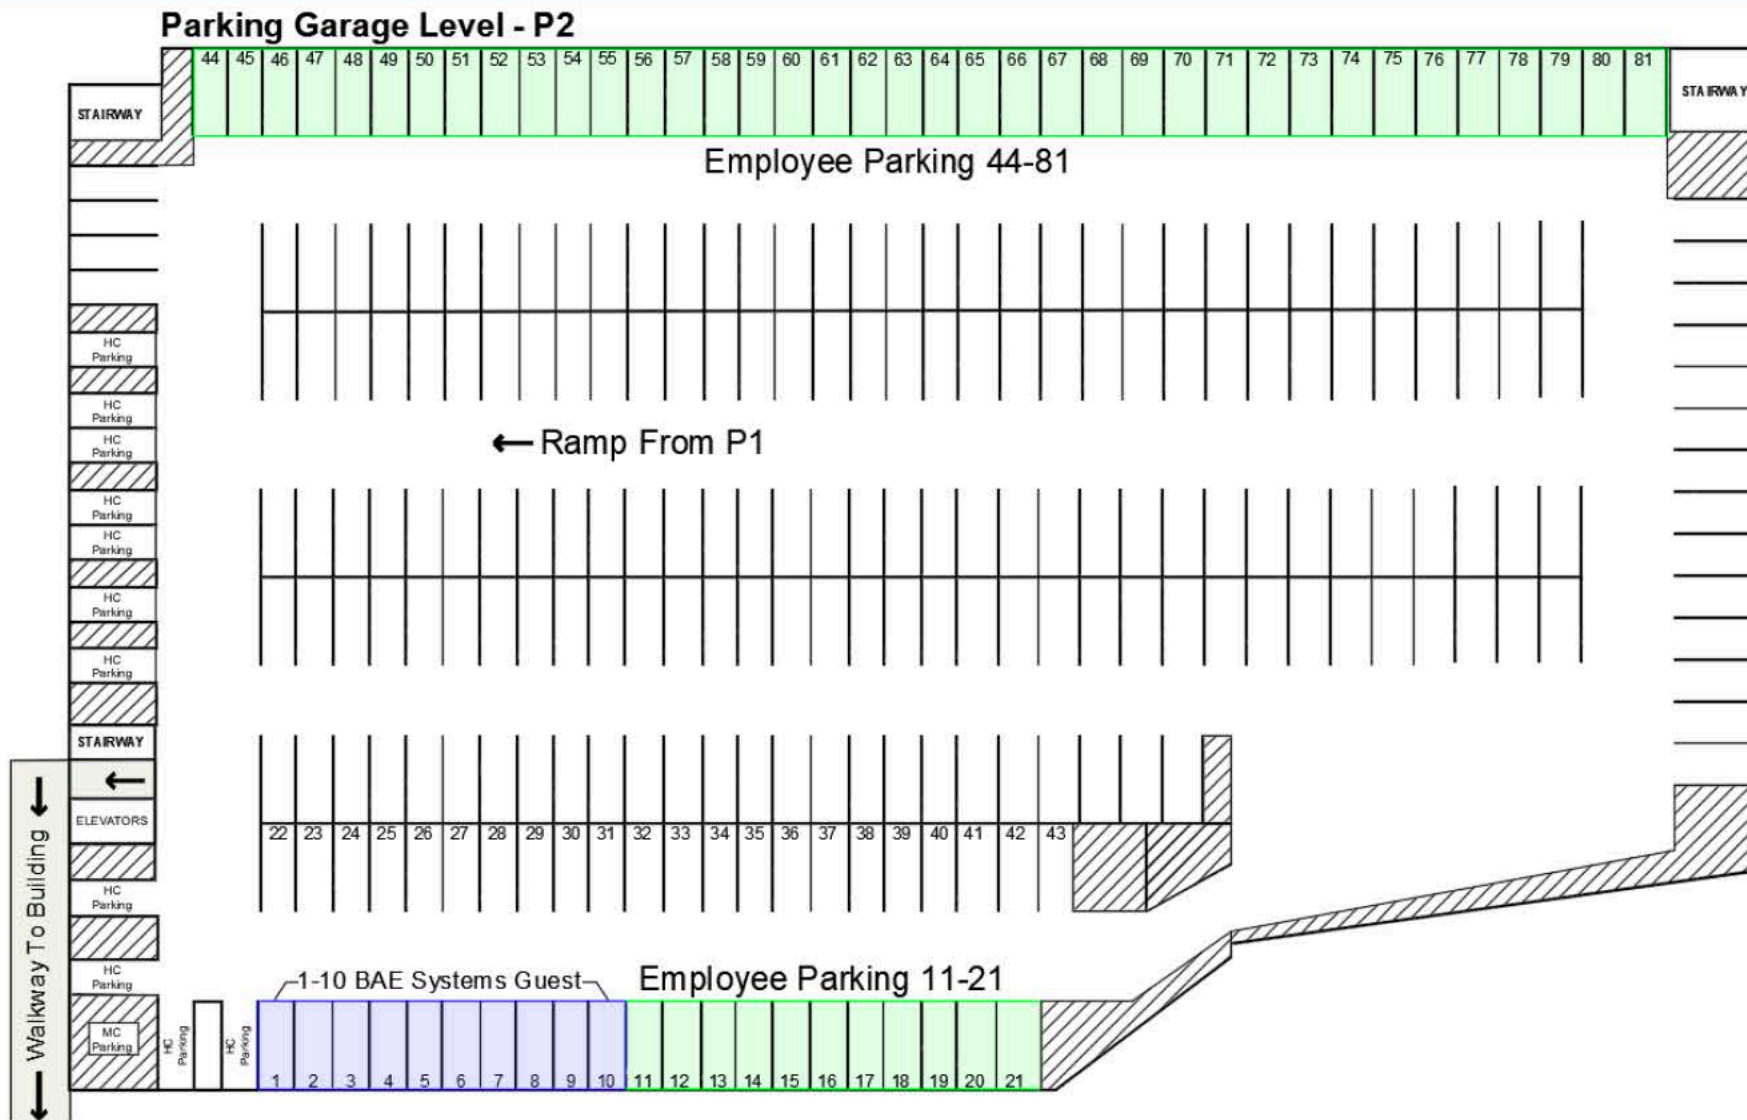 Parking Garage Level - P2
44 45 46 47 48 49 50 51 52 53 54 55 56 57 58 59 60 61 62 63 64 65 66 67 68 69 70 71 72 73 74 75 76 77 78 79 80 81
STAIRWAY
STAIRWAY
Employee Parking 44-81
HC
Parking
HC
Parking
HC
Parking
← Ramp From P1
HC
Parking
HC
Parking
HC
Parking
HC
Parking
STAIRWAY
←
ELEVATORS
22 23 24 25 26 27 28 29 30 31 32 33 34 35 36 37 38 39 40 41 42 43
HC
Parking
← Walkway To Building →
HC
Parking
1-10 BAE Systems Guest
Employee Parking 11-21
MC
Parking
HC
Parking
HC
Parking
1 2 3 4 5 6 7 8 9 10 11 12 13 14 15 16 17 18 19 20 21